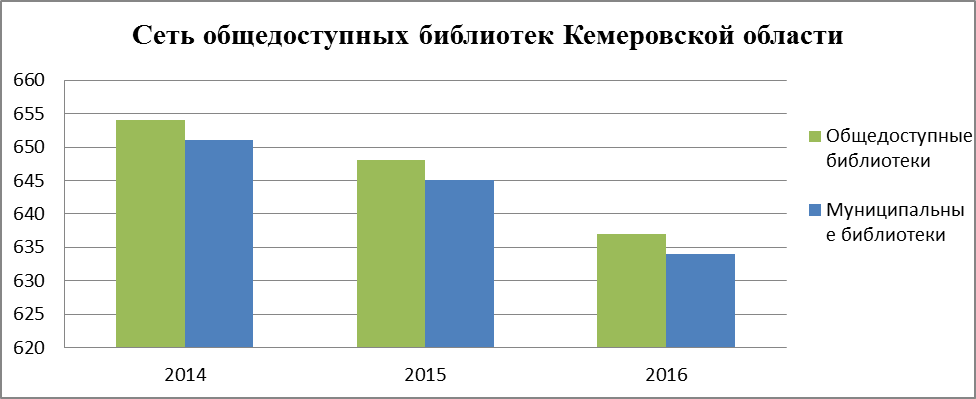 Сеть общедоступных библиотек Кемеровской области
660
655
650
645
640
635
630
625
620
2014
2015
2016
Общедоступные
библиотеки
Муниципальны
е библиотеки